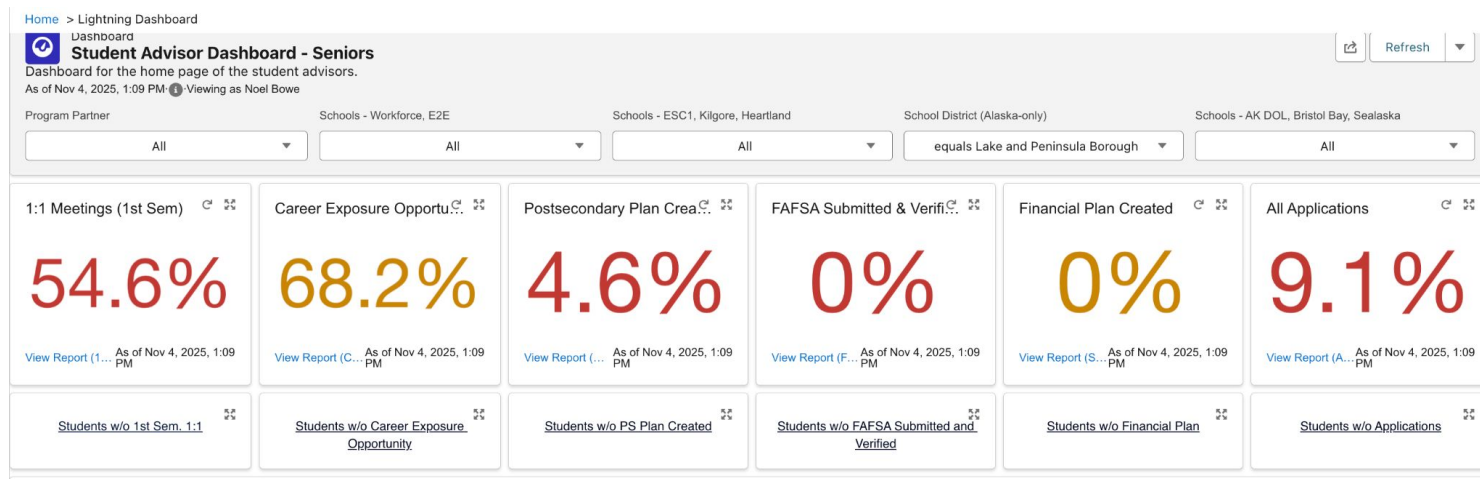 Home > Lightning Dashboard
Dashboard
Student Advisor Dashboard - Seniors
Dashboard for the home page of the student advisors.
As of Nov 4, 2025, 1:09 PM·Viewing as Noel Bowe
Refresh
Program Partner
All
Schools - Workforce, E2E
All
Schools - ESC1, Kilgore, Heartland
All
School District (Alaska-only)
equals Lake and Peninsula Borough
Schools - AK DOL, Bristol Bay, Sealaska
All
1:1 Meetings (1st Sem)
54.6%
View Report (1... As of Nov 4, 2025, 1:09
PM
Career Exposure Opportu...
68.2%
View Report (C... As of Nov 4, 2025, 1:09
PM
Postsecondary Plan Crea...
4.6%
View Report (... As of Nov 4, 2025, 1:09
PM
FAFSA Submitted & Verifi...
0%
View Report (F... As of Nov 4, 2025, 1:09
PM
Financial Plan Created
0%
View Report (S... As of Nov 4, 2025, 1:09
PM
All Applications
9.1%
View Report (A... As of Nov 4, 2025, 1:09
PM
Students w/o 1st Sem. 1:1
Students w/o Career Exposure
Opportunity
Students w/o PS Plan Created
Students w/o FAFSA Submitted and
Verified
Students w/o Financial Plan
Students w/o Applications